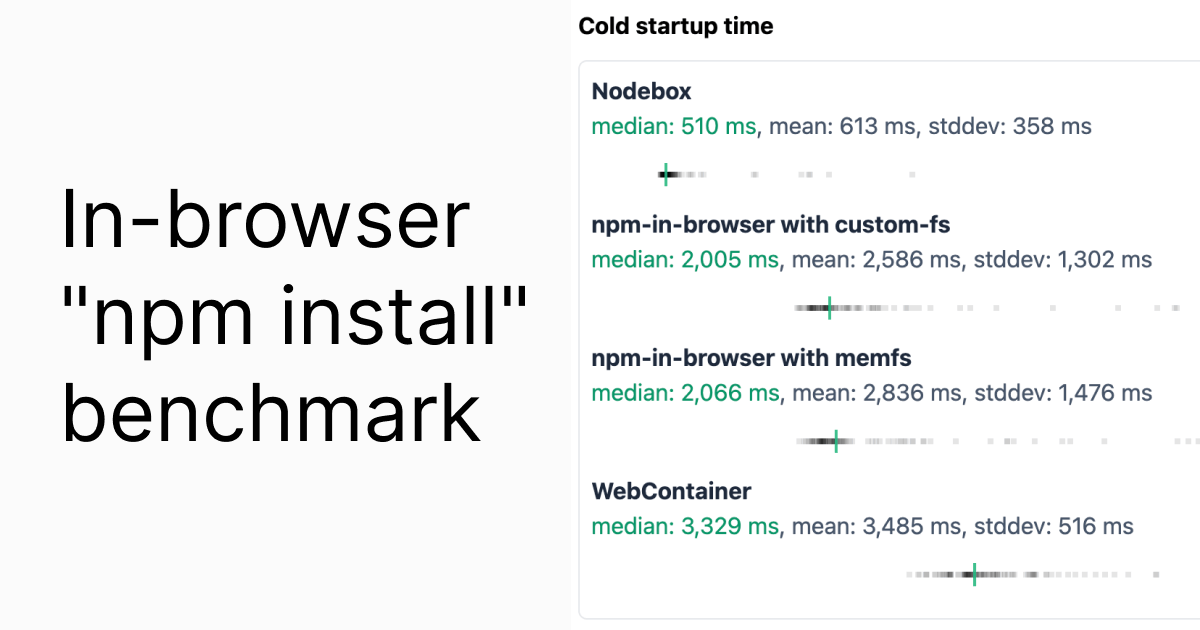 In-browser
"npm install"
benchmark
Cold startup time
Nodebox
median: 510 ms, mean: 613 ms, stddev: 358 ms
npm-in-browser with custom-fs
median: 2,005 ms, mean: 2,586 ms, stddev: 1,302 ms
npm-in-browser with memfs
median: 2,066 ms, mean: 2,836 ms, stddev: 1,476 ms
WebContainer
median: 3,329 ms, mean: 3,485 ms, stddev: 516 ms